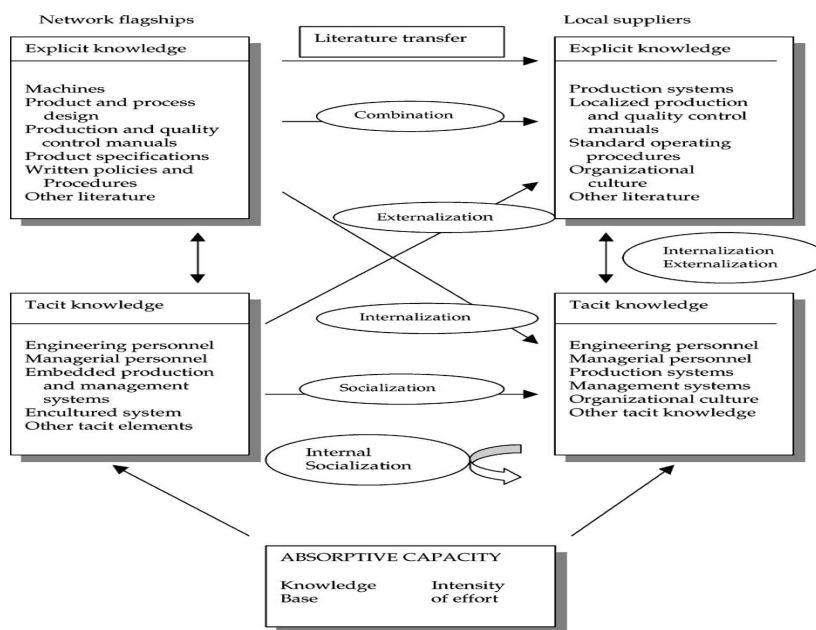 Network flagships
Local suppliers
Explicit knowledge
Machines
Product and process
design
Production and quality
control manuals
Product specifications
Written policies and
Procedures
Other literature
Literature transfer
Combination
Externalization
Explicit knowledge
Production systems
Localized production
and quality control
manuals
Standard operating
procedures
Organizational
culture
Other literature
Internalization
Externalization
Tacit knowledge
Engineering personnel
Managerial personnel
Embedded production
and management
systems
Encultured system
Other tacit elements
Internalization
Socialization
Internal
Socialization
Tacit knowledge
Engineering personnel
Managerial personnel
Production systems
Management systems
Organizational culture
Other tacit knowledge
ABSORPTIVE CAPACITY
Knowledge Intensity
Base of effort